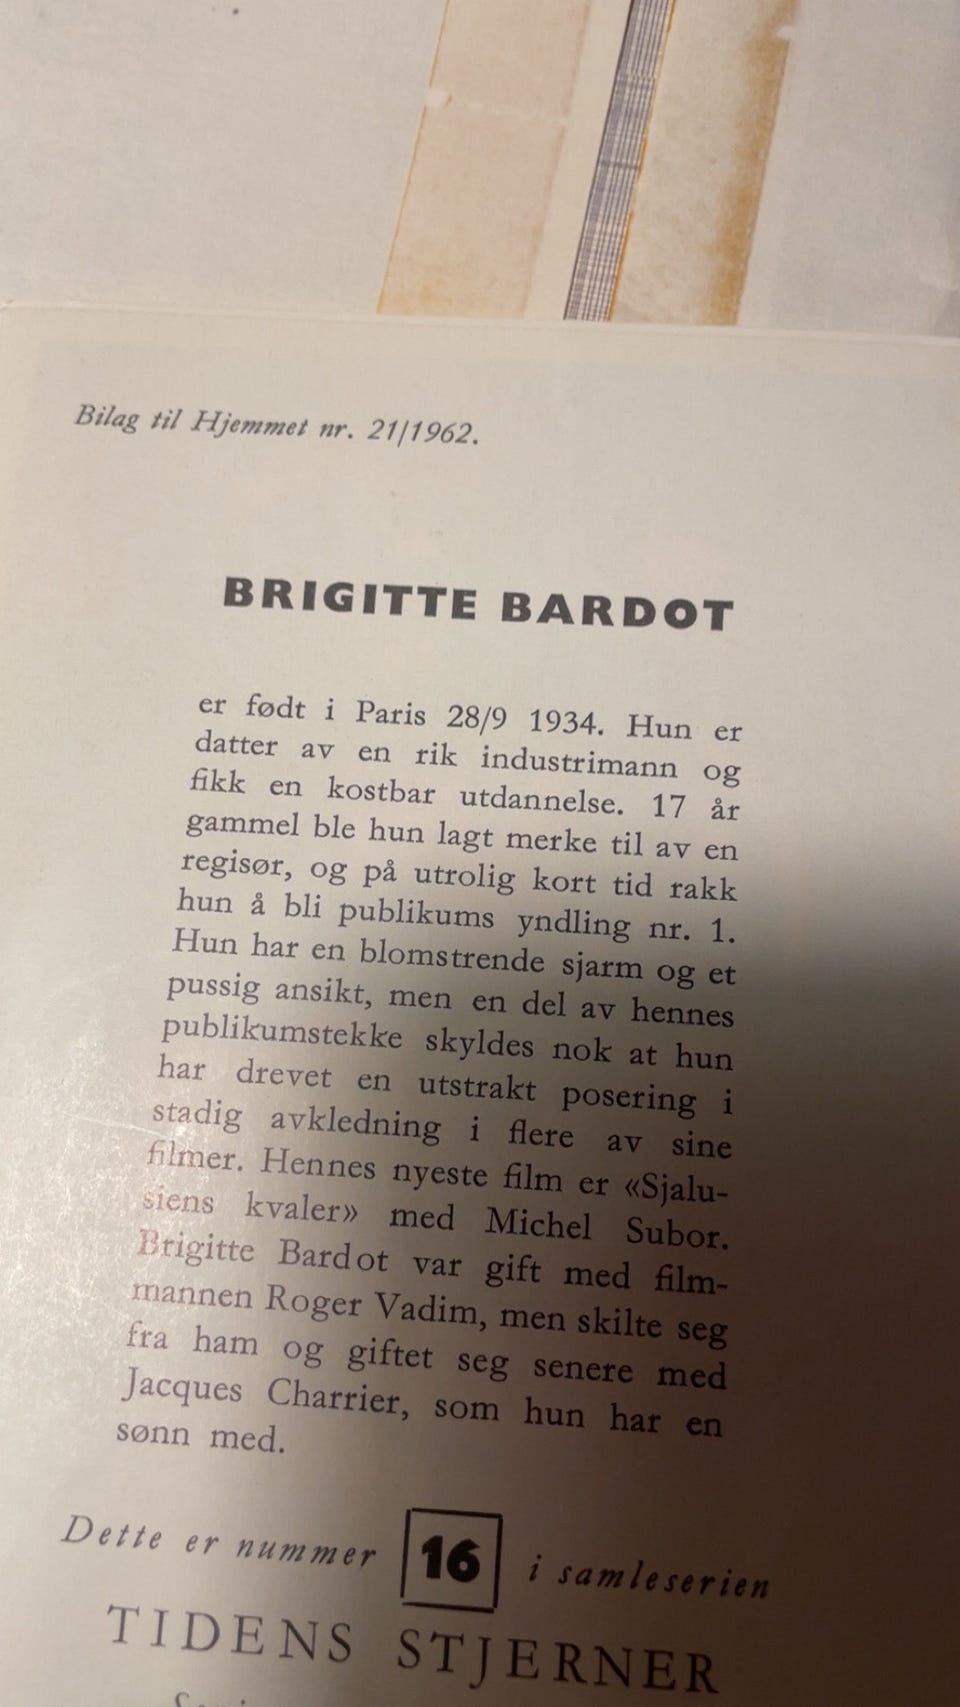 Bilag til Hjemmet nr. 21/1962.
BRIGITTE BARDOT
er født i Paris 28/9 1934. Hun er
datter av en rik industrimann og
fikk en kostbar utdannelse. 17 år
gammel ble hun lagt merke til av en
regisør, og på utrolig kort tid rakk
hun å bli publikums yndling nr. 1.
Hun har en blomstrende sjarm og et
pussig ansikt, men en del av hennes
publikumstekke skyldes nok at hun
har drevet en utstrakt posering i
stadig avkledning i flere av sine
filmer. Hennes nyeste film er «Sjalu-
siens kvaler» med Michel Subor.
Brigitte Bardot var gift med film-
mannen Roger Vadim, men skilte seg
fra ham og giftet seg senere med
Jacques Charrier, som hun har en
sønn med.
Dette er nummer 16 i samleserien
TIDENS STJERNER